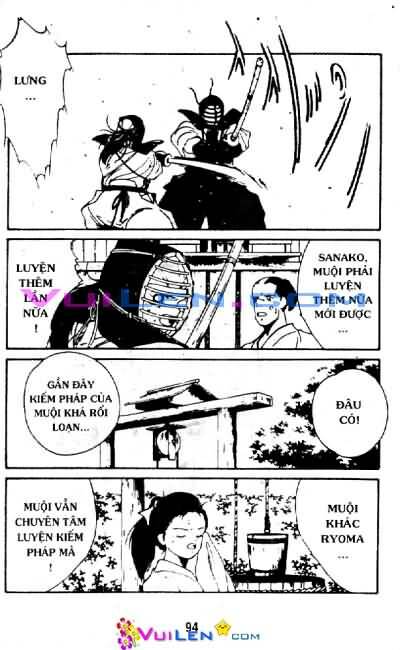 LƯNG
...
SANAKO,
MUỘI PHẢI
LUYỆN
THÊM NỮA
MỚI ĐƯỢC
...
LUYỆN
THÊM
LẦN
NỮA
!
VUILEN.COM
ĐÂU
CÓ!
GẦN ĐÂY
KIẾM PHÁP CỦA
MUỘI KHÁ RỐI
LOẠN...
MUỘI
KHÁC
RYOMA
...
MUỘI VẪN
CHUYÊN TÂM
LUYỆN KIẾM
PHÁP MÀ
!
94
VUILEN.COM